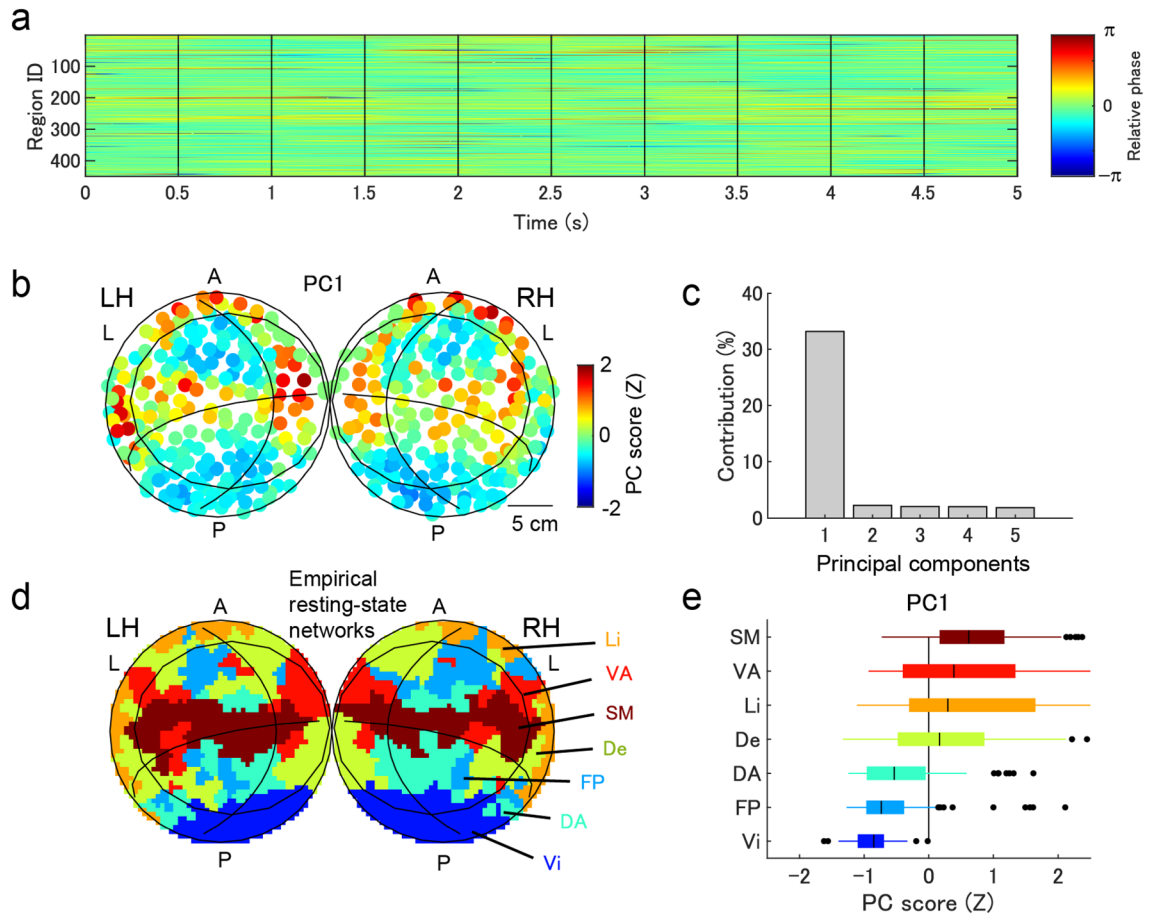 a
Region ID
100
200
300
400
0 0.5 1 1.5 2 2.5 3 3.5 4 4.5 5
Time (s)
π
0
−π
Relative phase
b
LH
RH
A
PC1
A
L
L
P
P
2
0
-2
PC score (Z)
5 cm
c
Contribution (%)
40
30
20
10
0
1 2 3 4 5
Principal components
d
LH
RH
A
Empirical
resting-state
networks
A
L
L
P
P
Li
VA
SM
De
FP
DA
Vi
e
PC1
SM
VA
Li
De
DA
FP
Vi
-2 -1 0 1 2
PC score (Z)